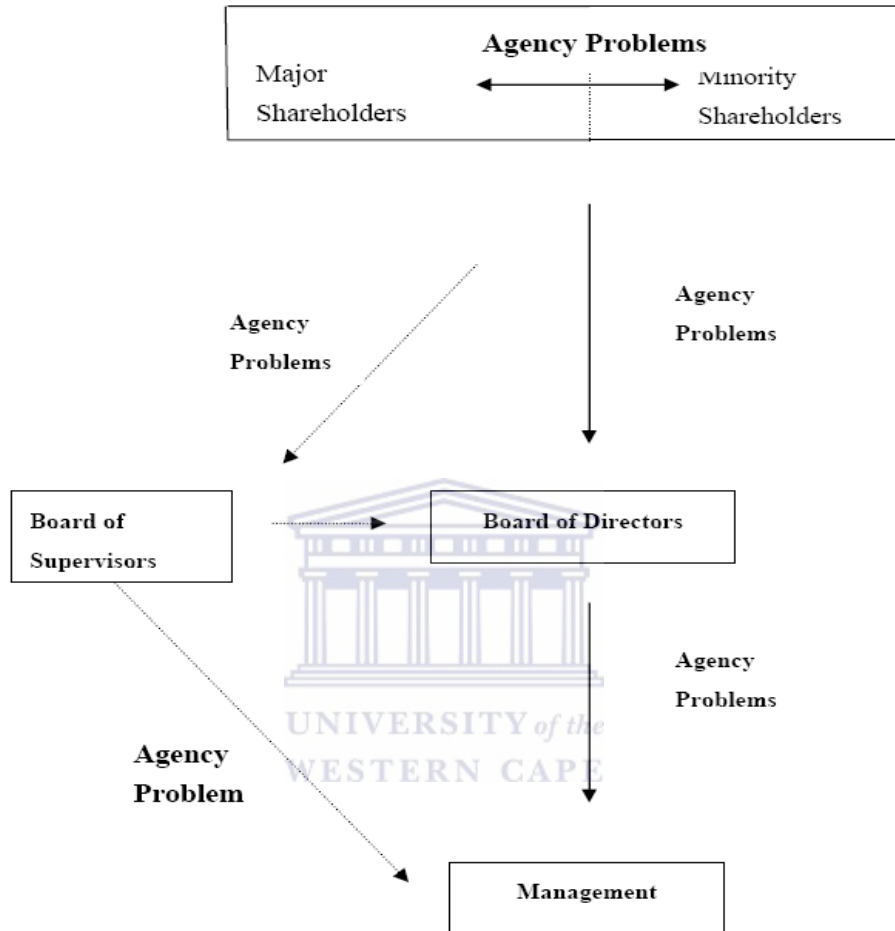 Agency Problems
Major
Shareholders
Minority
Shareholders
Agency
Problems
Agency
Problems
Board of
Supervisors
Board of Directors
Agency
Problems
UNIVERSITY of the
WESTERN CAPE
Agency
Problem
Management